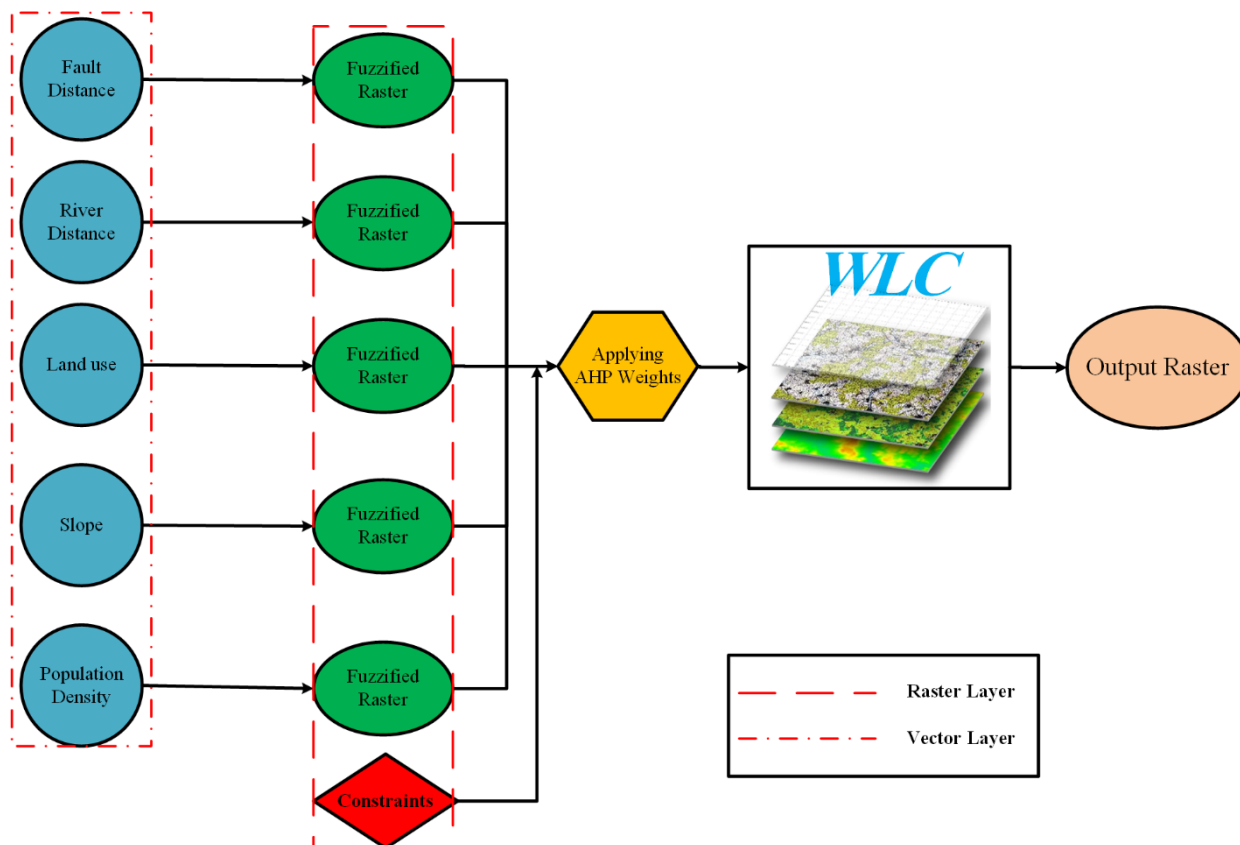 Fault
Distance
Fuzzified
Raster
River
Distance
Fuzzified
Raster
Land use
Fuzzified
Raster
Applying
AHP Weights
WLC
Output Raster
Slope
Fuzzified
Raster
Population
Density
Fuzzified
Raster
Constraints
Raster Layer
Vector Layer